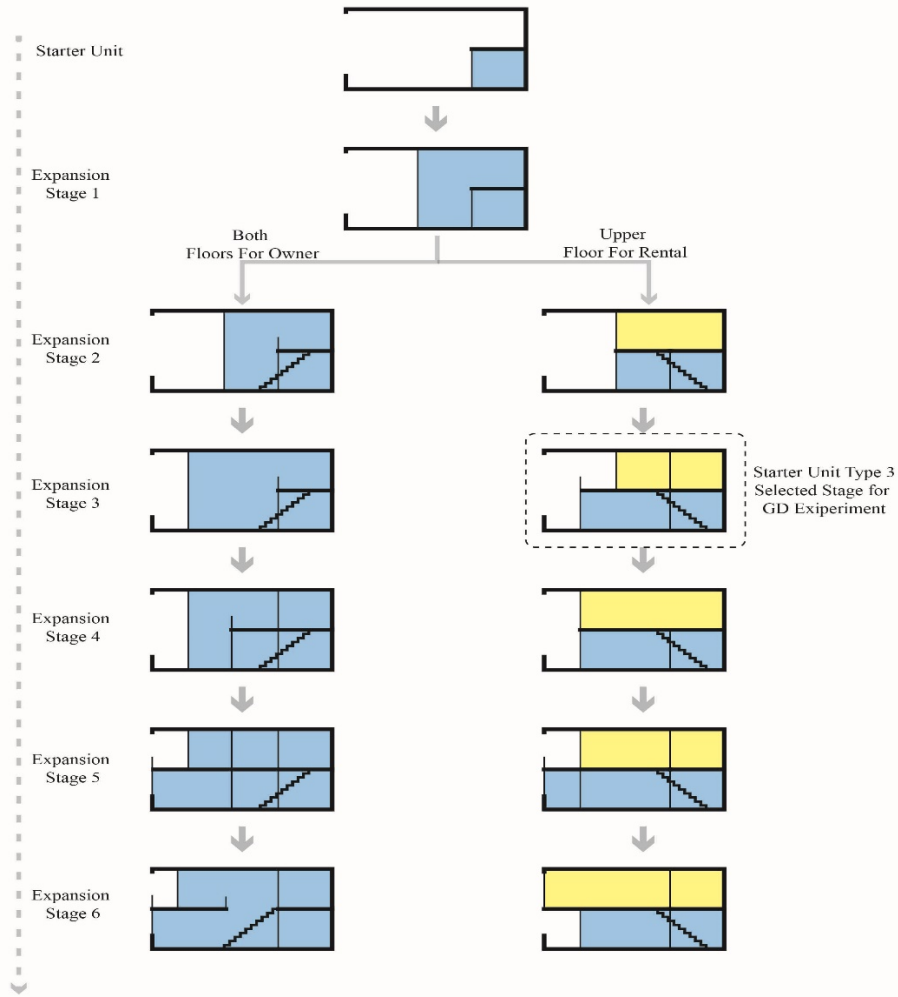 Starter Unit
Expansion
Stage 1
Both
Floors For Owner
Upper
Floor For Rental
Expansion
Stage 2
Expansion
Stage 3
Starter Unit Type 3
Selected Stage for
GD Exiperiment
Expansion
Stage 4
Expansion
Stage 5
Expansion
Stage 6